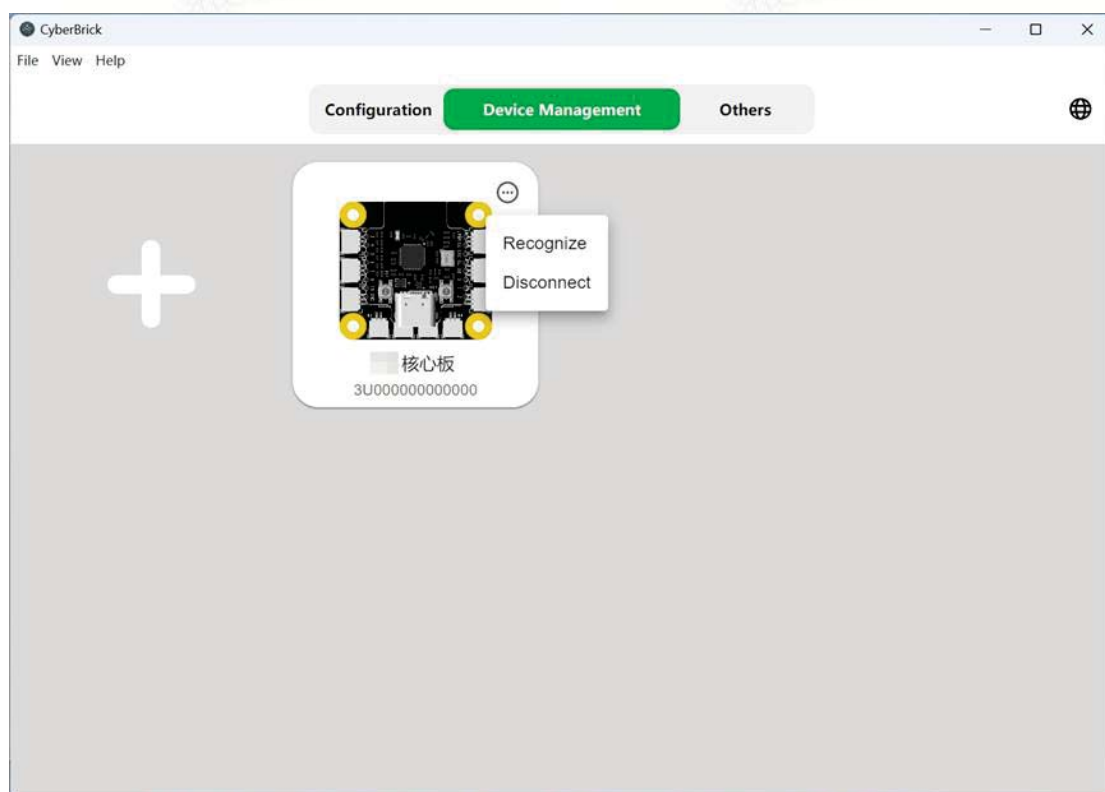 CyberBrick
File View Help
Configuration Device Management Others
Recognize
Disconnect
核心板
3U000000000000